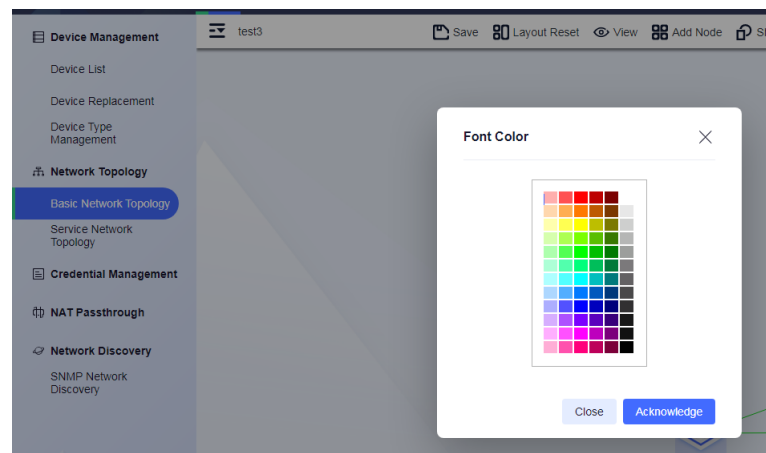 Device Management
Device List
Device Replacement
Device Type
Management
Network Topology
Basic Network Topology
Service Network
Topology
Credential Management
NAT Passthrough
Network Discovery
SNMP Network
Discovery
test3
Save
Layout Reset
View
Add Node
Font Color
Close
Acknowledge